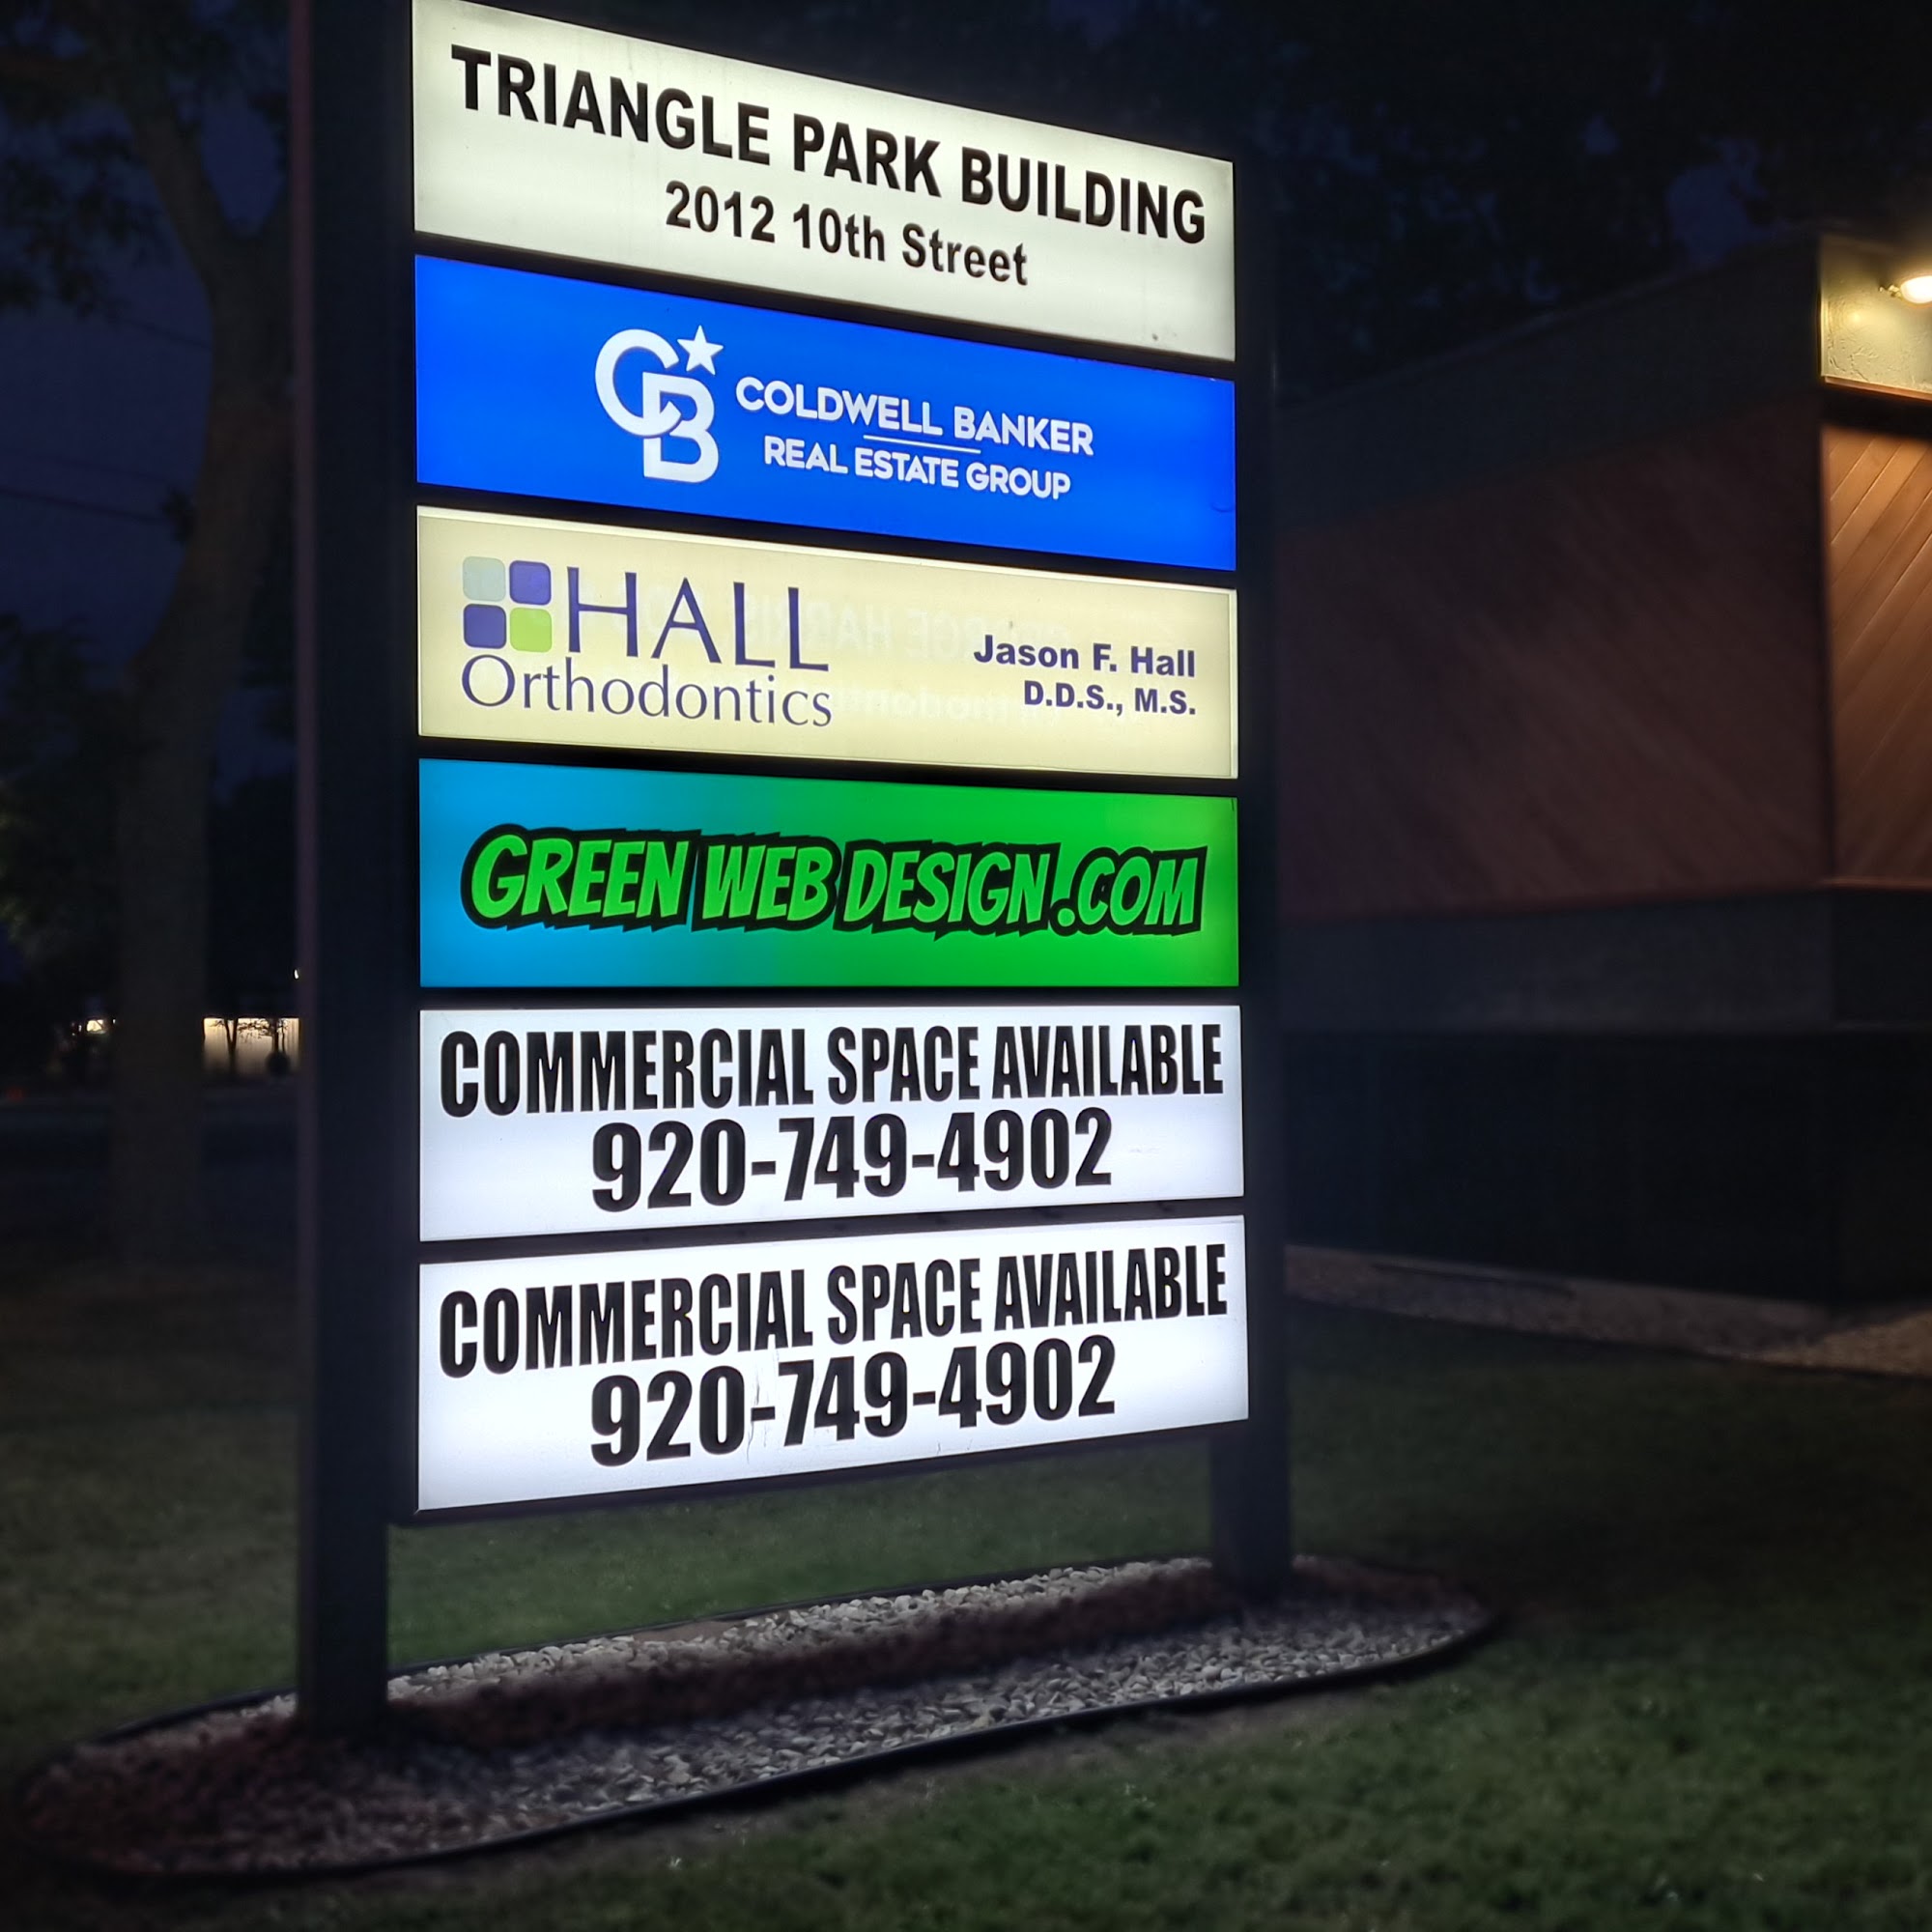 TRIANGLE PARK BUILDING
2012 10th Street
CB
COLDWELL BANKER
REAL ESTATE GROUP
HALL
Orthodontics
Jason F. Hall
D.D.S., M.S.
GREEN WEB DESIGN.COM
COMMERCIAL SPACE AVAILABLE
920-749-4902
COMMERCIAL SPACE AVAILABLE
920-749-4902